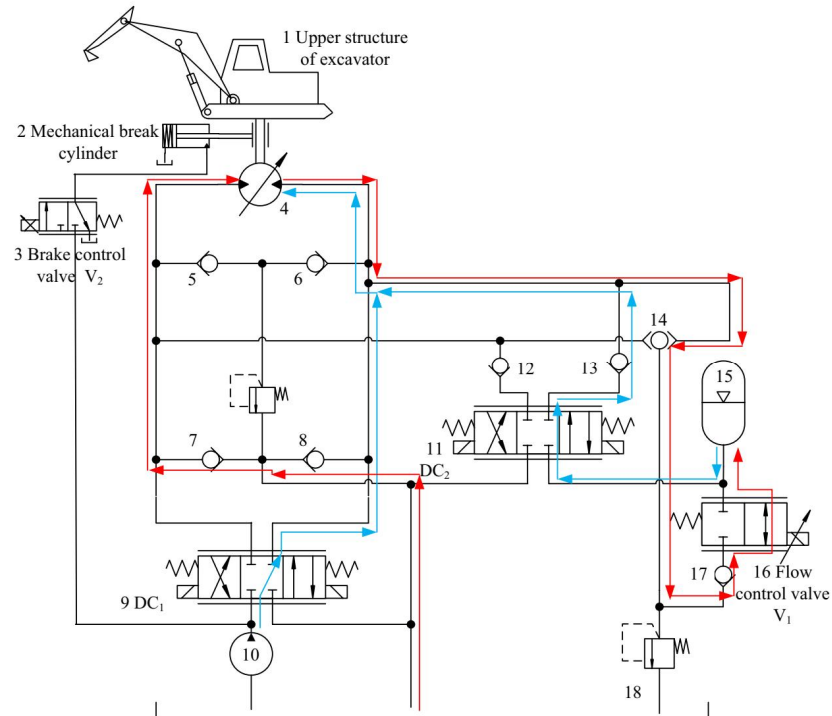 1 Upper structure
of excavator
2 Mechanical break
cylinder
4
3 Brake control
valve V2
5
6
14
12
13
15
7
8
11
DC2
9 DC1
17
16 Flow
control valve
V1
10
18